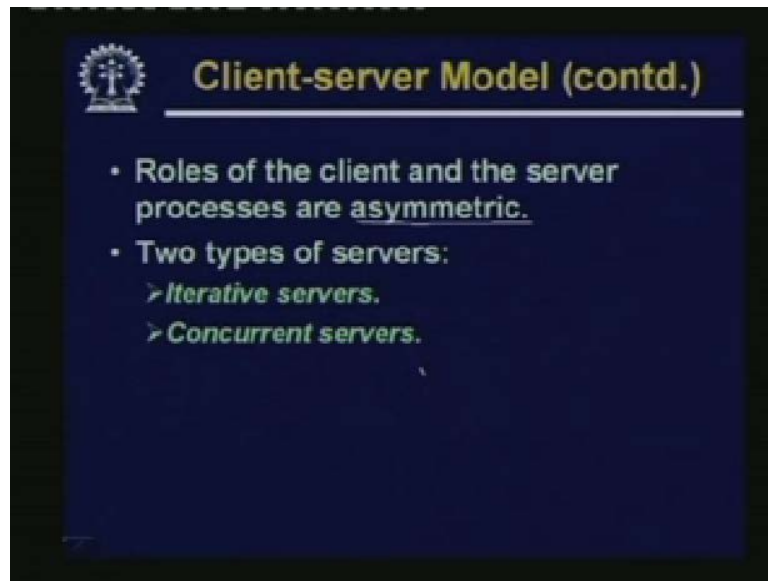 Client-server Model (contd.)
• Roles of the client and the server
processes are asymmetric.
• Two types of servers:
➢Iterative servers.
➢Concurrent servers.